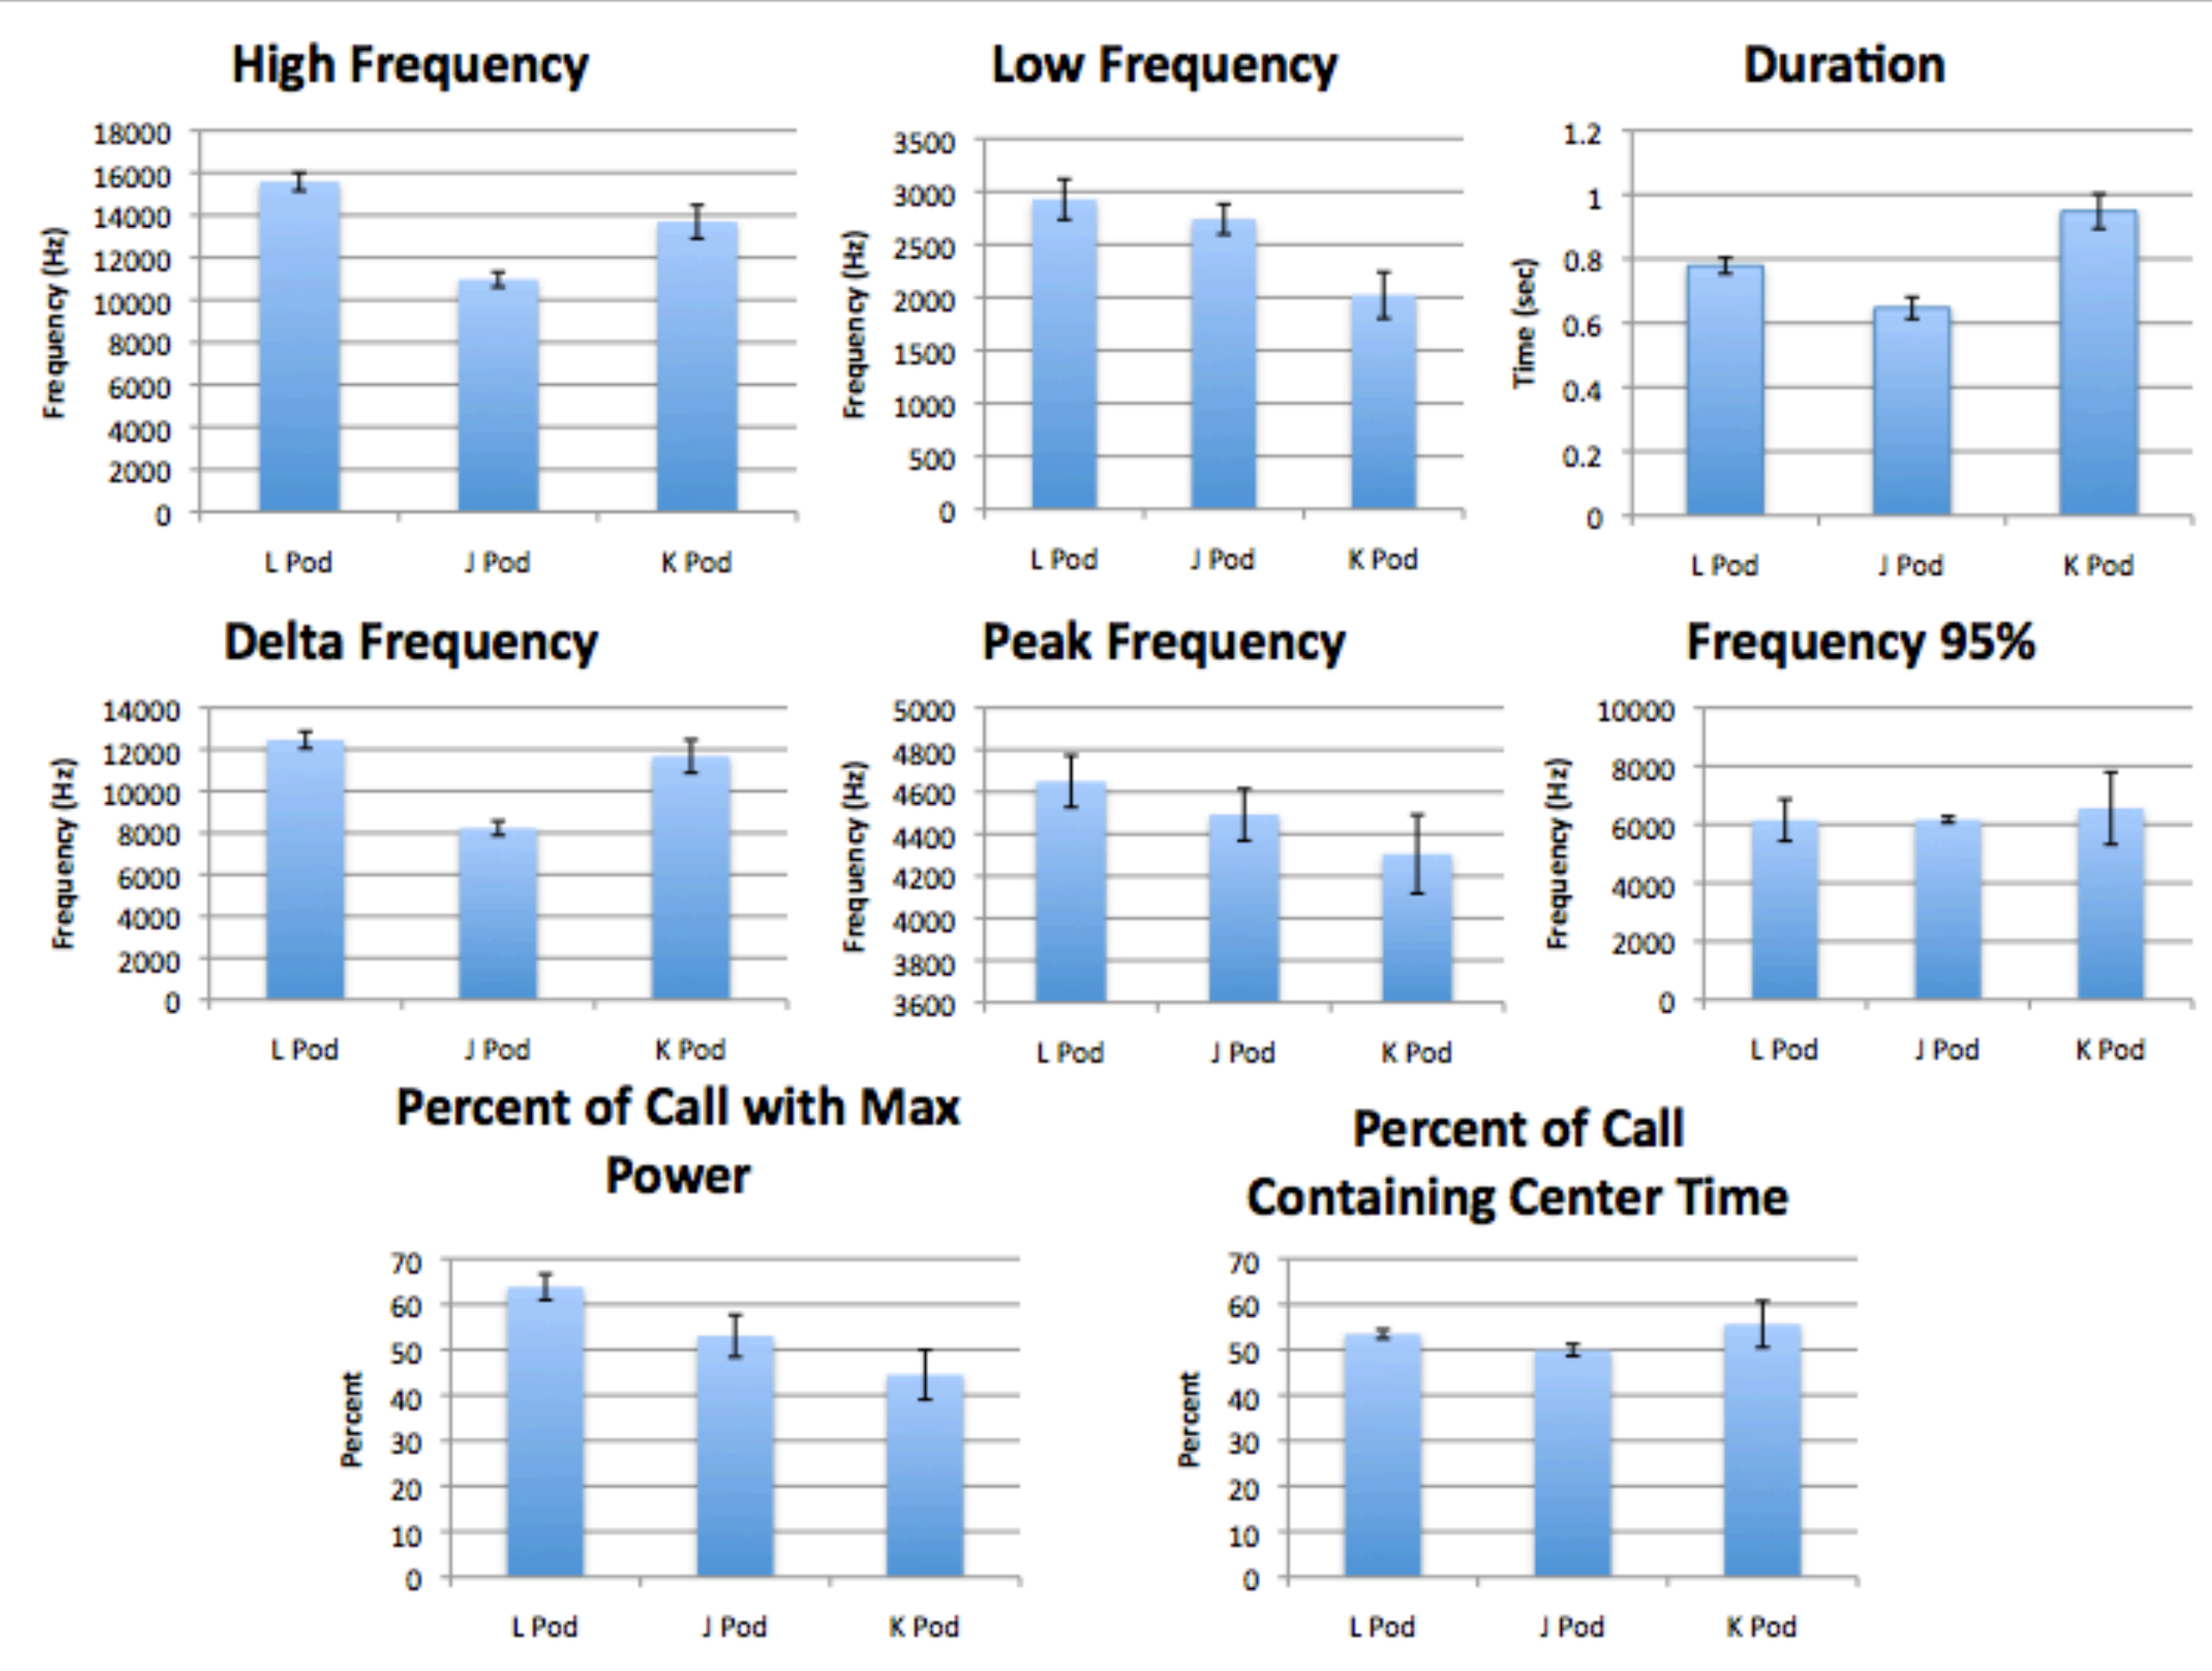 High Frequency
Frequency (Hz)
18000
16000
14000
12000
10000
8000
6000
4000
2000
0
L Pod J Pod K Pod
Low Frequency
Frequency (Hz)
3500
3000
2500
2000
1500
1000
500
0
L Pod J Pod K Pod
Duration
Time (sec)
1.2
1
0.8
0.6
0.4
0.2
0
L Pod J Pod K Pod
Delta Frequency
Frequency (Hz)
14000
12000
10000
8000
6000
4000
2000
0
L Pod J Pod K Pod
Peak Frequency
Frequency (Hz)
5000
4800
4600
4400
4200
4000
3800
3600
L Pod J Pod K Pod
Frequency 95%
Frequency (Hz)
10000
8000
6000
4000
2000
0
L Pod J Pod K Pod
Percent of Call with Max
Power
Percent
70
60
50
40
30
20
10
0
L Pod J Pod K Pod
Percent of Call
Containing Center Time
Percent
70
60
50
40
30
20
10
0
L Pod J Pod K Pod